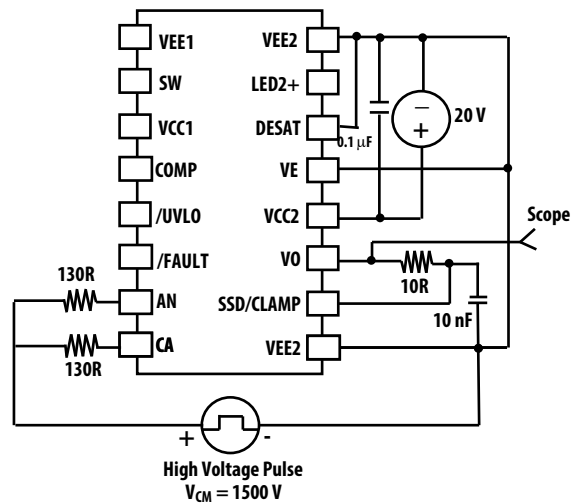 VEE1 VEE2
SW LED2+
VCC1 DESAT
0.1 µF
− + 20 V
COMP VE
/UVLO VCC2
Scope
/FAULT VO
10R
130R
AN SSD/CLAMP
10 nF
CA VEE2
130R
+ -
High Voltage Pulse
VCM = 1500 V